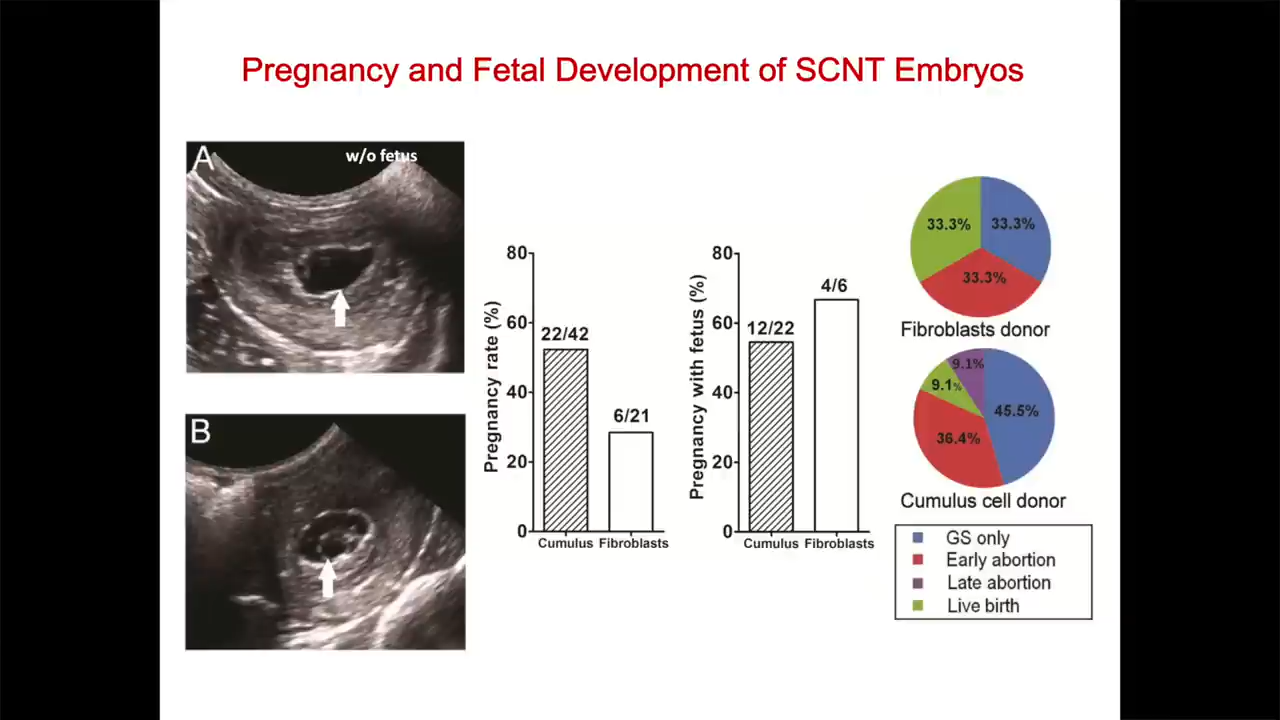 Pregnancy and Fetal Development of SCNT Embryos
A
w/o fetus
B
Pregnancy rate (%)
80
60
40
20
0
22/42
6/21
Cumulus Fibroblasts
Pregnancy with fetus (%)
80
60
40
20
0
12/22
4/6
Cumulus Fibroblasts
33.3% 33.3%
33.3%
Fibroblasts donor
9.1%
9.1%
45.5%
36.4%
Cumulus cell donor
GS only
Early abortion
Late abortion
Live birth